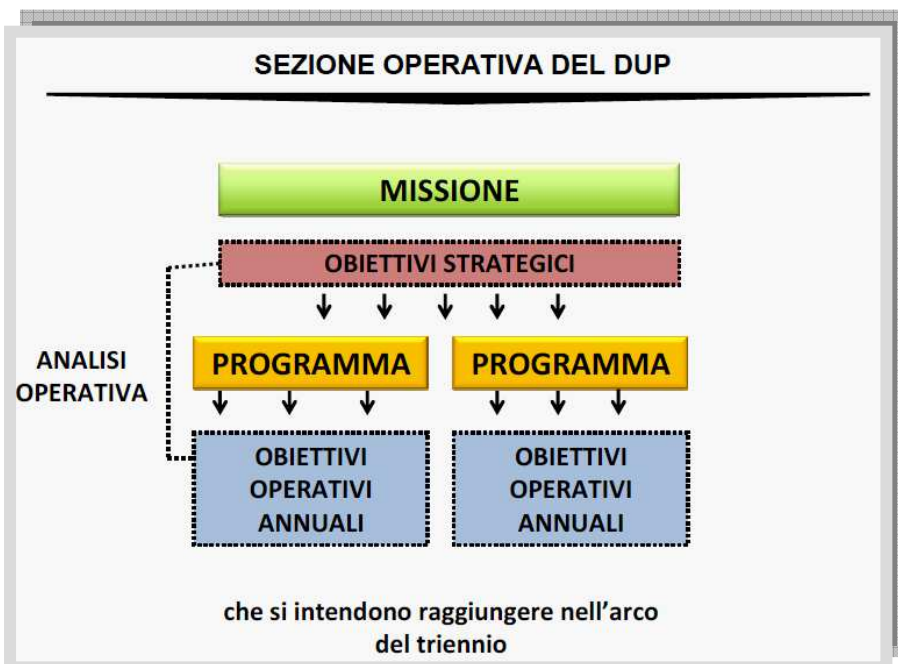 SEZIONE OPERATIVA DEL DUP
MISSIONE
OBIETTIVI STRATEGICI
ANALISI
OPERATIVA
PROGRAMMA
PROGRAMMA
OBIETTIVI
OPERATIVI
ANNUALI
OBIETTIVI
OPERATIVI
ANNUALI
che si intendono raggiungere nell’arco
del triennio